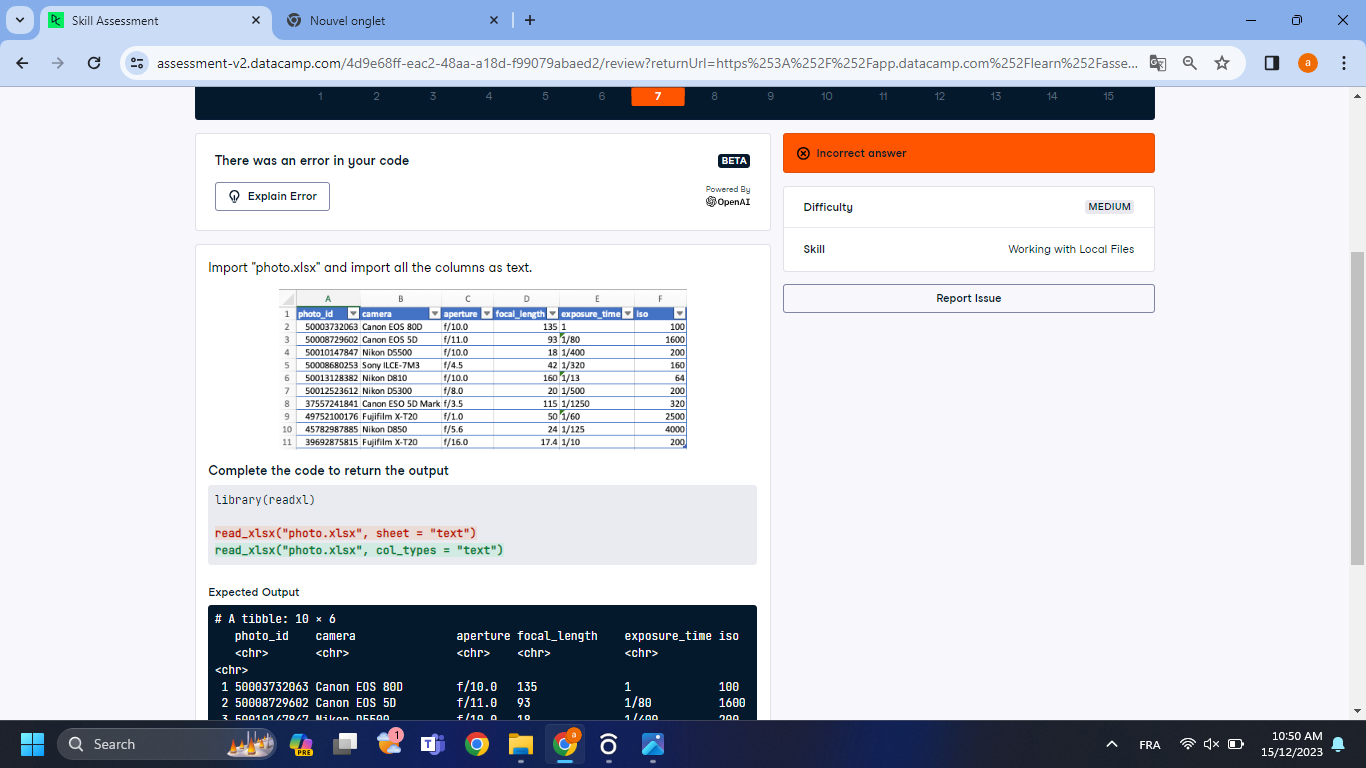 Skill Assessment
Nouvel onglet
assessment-v2.datacamp.com/4d9e68ff-eac2-48aa-a18d-f99079abaed2/review?returnUrl=https%253A%252F%252Fapp.datacamp.com%252Flearn%252Fasse...
a
1 2 3 4 5 6 7 8 9 10 11 12 13 14 15
There was an error in your code
BETA
Explain Error
Powered By
OpenAI
Incorrect answer
Difficulty
MEDIUM
Skill
Working with Local Files
Report Issue
Import "photo.xlsx" and import all the columns as text.
A B C D E F
1 photo_id camera aperture focal_length exposure_time iso
2 50003732063 Canon EOS 80D f/10.0 135 1 100
3 50008729602 Canon EOS 5D f/11.0 93 1/80 1600
4 50010147847 Nikon D5500 f/10.0 18 1/400 200
5 50008680253 Sony ILCE-7M3 f/4.5 42 1/320 160
6 50013128382 Nikon D810 f/10.0 160 1/13 64
7 50012523612 Nikon D5300 f/8.0 20 1/500 200
8 37557241841 Canon ESO 5D Mark f/3.5 115 1/1250 320
9 49752100176 Fujifilm X-T20 f/1.0 50 1/60 2500
10 45782987885 Nikon D850 f/5.6 24 1/125 4000
11 39692875815 Fujifilm X-T20 f/16.0 17.4 1/10 200
Complete the code to return the output
library(readxl)
read_xlsx("photo.xlsx", sheet = "text")
read_xlsx("photo.xlsx", col_types = "text")
Expected Output
# A tibble: 10 × 6
photo_id camera aperture focal_length exposure_time iso
<chr> <chr> <chr> <chr> <chr>
<chr>
1 50003732063 Canon EOS 80D f/10.0 135 1 100
2 50008729602 Canon EOS 5D f/11.0 93 1/80 1600
3 50010147847 Nikon D5500 f/10.0 18 1/400 200
Search
PRE
1
a
FRA
10:50 AM
15/12/2023